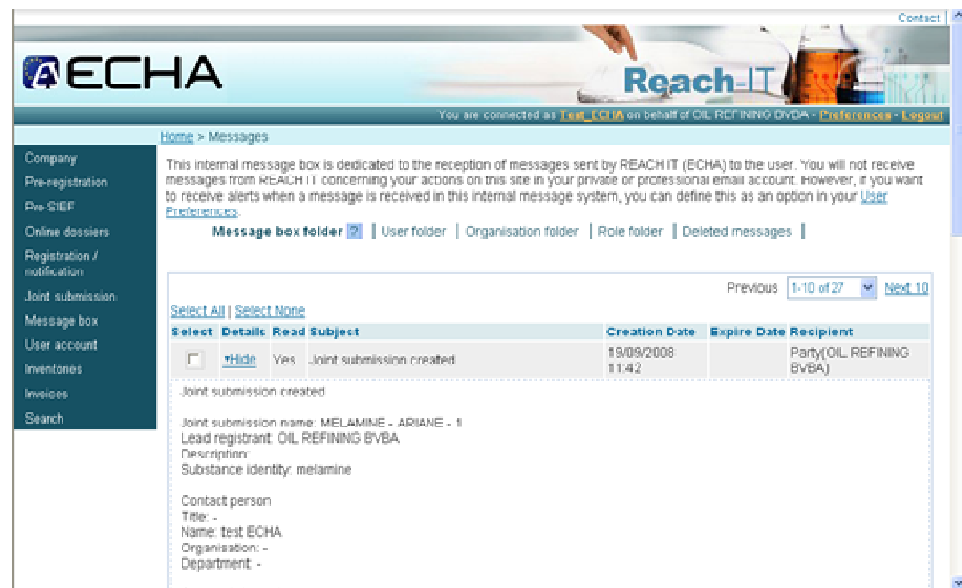 Contact
ECHA
Reach-IT
You are connected as Test_ECHA on behalf of OIL REFINING BVBA - Preferences - Logout
Home > Messages
Company
Pre-registration
Pre-SIEF
Online dossiers
Registration /
notification
Joint submission
Message box
User account
Inventories
Invoices
Search
This internal message box is dedicated to the reception of messages sent by REACH IT (ECHA) to the user. You will not receive
messages from REACH IT concerning your actions on this site in your private or professional email account. However, if you want
to receive alerts when a message is received in this internal message system, you can define this as an option in your User
Preferences.
Message box folder ? | User folder | Organisation folder | Role folder | Deleted messages |
Previous 1-10 of 27 Next 10
Select All | Select None
Select Details Read Subject Creation Date Expire Date Recipient
Hide Yes Joint submission created 19/09/2008 Party(OIL REFINING
11:42 BVBA)
Joint submission created
Joint submission name: MELAMINE - ARIANE - 1
Lead registrant: OIL REFINING BVBA
Description:
Substance identity: melamine
Contact person
Title: -
Name: test ECHA
Organisation: -
Department: -